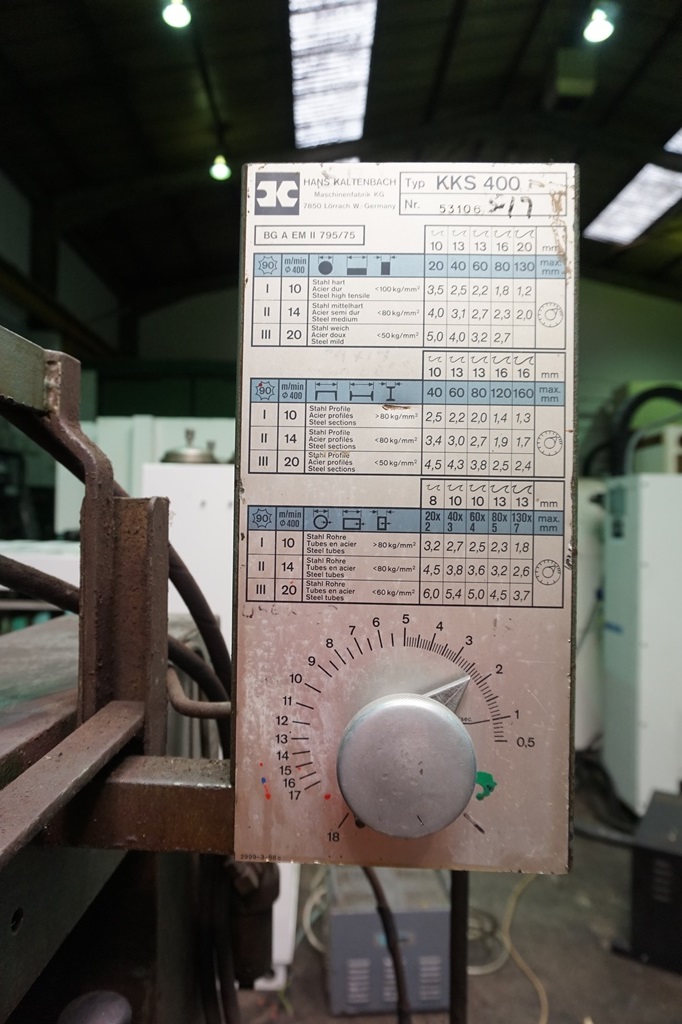 HANS KALTENBACH
Maschinenfabrik KG
7850 Lörrach W. Germany
Typ KKS 400
Nr. 53106
BG A EM II 795/75
10 13 13 16 20 mm
90 m/min Ø 400 20 40 60 80 130 max. mm
I 10 Stahl hart Acier dur Steel high tensile <100 kg/mm² 3,5 2,5 2,2 1,8 1,2
II 14 Stahl mittelhart Acier semi dur Steel medium <80 kg/mm² 4,0 3,1 2,7 2,3 2,0
III 20 Stahl weich Acier doux Steel mild <50 kg/mm² 5,0 4,0 3,2 2,7
10 13 13 16 16 mm
90 m/min Ø 400 40 60 80 120 160 max. mm
I 10 Stahl Profile Acier profilés Steel sections >80 kg/mm² 2,5 2,2 2,0 1,4 1,3
II 14 Stahl Profile Acier profilés Steel sections <80 kg/mm² 3,4 3,0 2,7 1,9 1,7
III 20 Stahl Profile Acier profilés Steel sections <50 kg/mm² 4,5 4,3 3,8 2,5 2,4
8 10 10 13 13 mm
90 m/min Ø 400 20x2 40x3 60x4 80x5 130x7 max. mm
I 10 Stahl Rohre Tubes en acier Steel tubes >80 kg/mm² 3,2 2,7 2,5 2,3 1,8
II 14 Stahl Rohre Tubes en acier Steel tubes <80 kg/mm² 4,5 3,8 3,6 3,2 2,6
III 20 Stahl Rohre Tubes en acier Steel tubes <60 kg/mm² 6,0 5,4 5,0 4,5 3,7
0,5 1 2 3 4 5 6 7 8 9 10 11 12 13 14 15 16 17 18
sec.